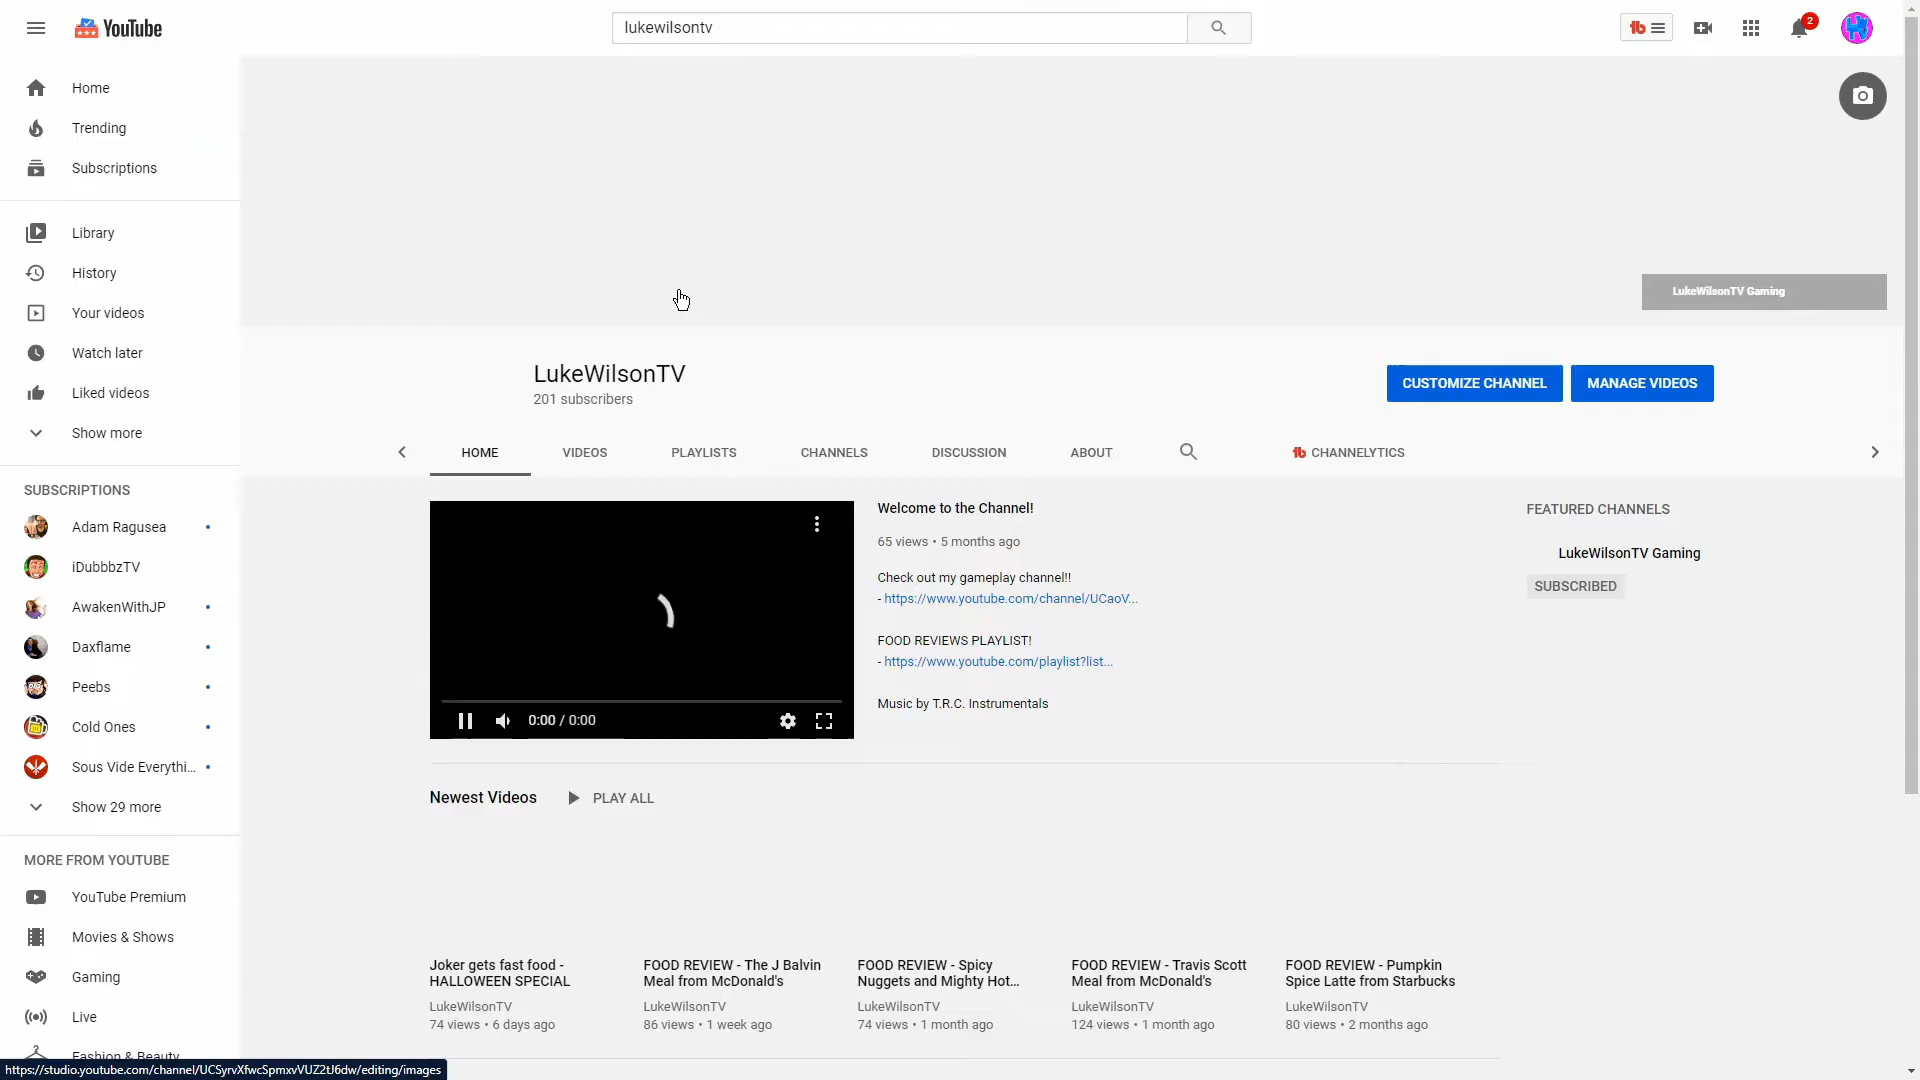 YouTube
lukewilsontv
2
Home
Trending
Subscriptions
Library
History
Your videos
Watch later
Liked videos
Show more
SUBSCRIPTIONS
Adam Ragusea
iDubbbzTV
AwakenWithJP
Daxflame
Peebs
Cold Ones
Sous Vide Everythi...
Show 29 more
MORE FROM YOUTUBE
YouTube Premium
Movies & Shows
Gaming
Live
Fashion & Beauty
LukeWilsonTV Gaming
LukeWilsonTV
201 subscribers
CUSTOMIZE CHANNEL
MANAGE VIDEOS
HOME
VIDEOS
PLAYLISTS
CHANNELS
DISCUSSION
ABOUT
CHANNELYTICS
0:00 / 0:00
Welcome to the Channel!
65 views • 5 months ago
Check out my gameplay channel!!
- https://www.youtube.com/channel/UCaoV...
FOOD REVIEWS PLAYLIST!
- https://www.youtube.com/playlist?list...
Music by T.R.C. Instrumentals
FEATURED CHANNELS
LukeWilsonTV Gaming
SUBSCRIBED
Newest Videos
PLAY ALL
Joker gets fast food -
HALLOWEEN SPECIAL
LukeWilsonTV
74 views • 6 days ago
FOOD REVIEW - The J Balvin
Meal from McDonald's
LukeWilsonTV
86 views • 1 week ago
FOOD REVIEW - Spicy
Nuggets and Mighty Hot...
LukeWilsonTV
74 views • 1 month ago
FOOD REVIEW - Travis Scott
Meal from McDonald's
LukeWilsonTV
124 views • 1 month ago
FOOD REVIEW - Pumpkin
Spice Latte from Starbucks
LukeWilsonTV
80 views • 2 months ago
https://studio.youtube.com/channel/UCSyrvXfwcSpmxvVUZ2tJ6dw/editing/images